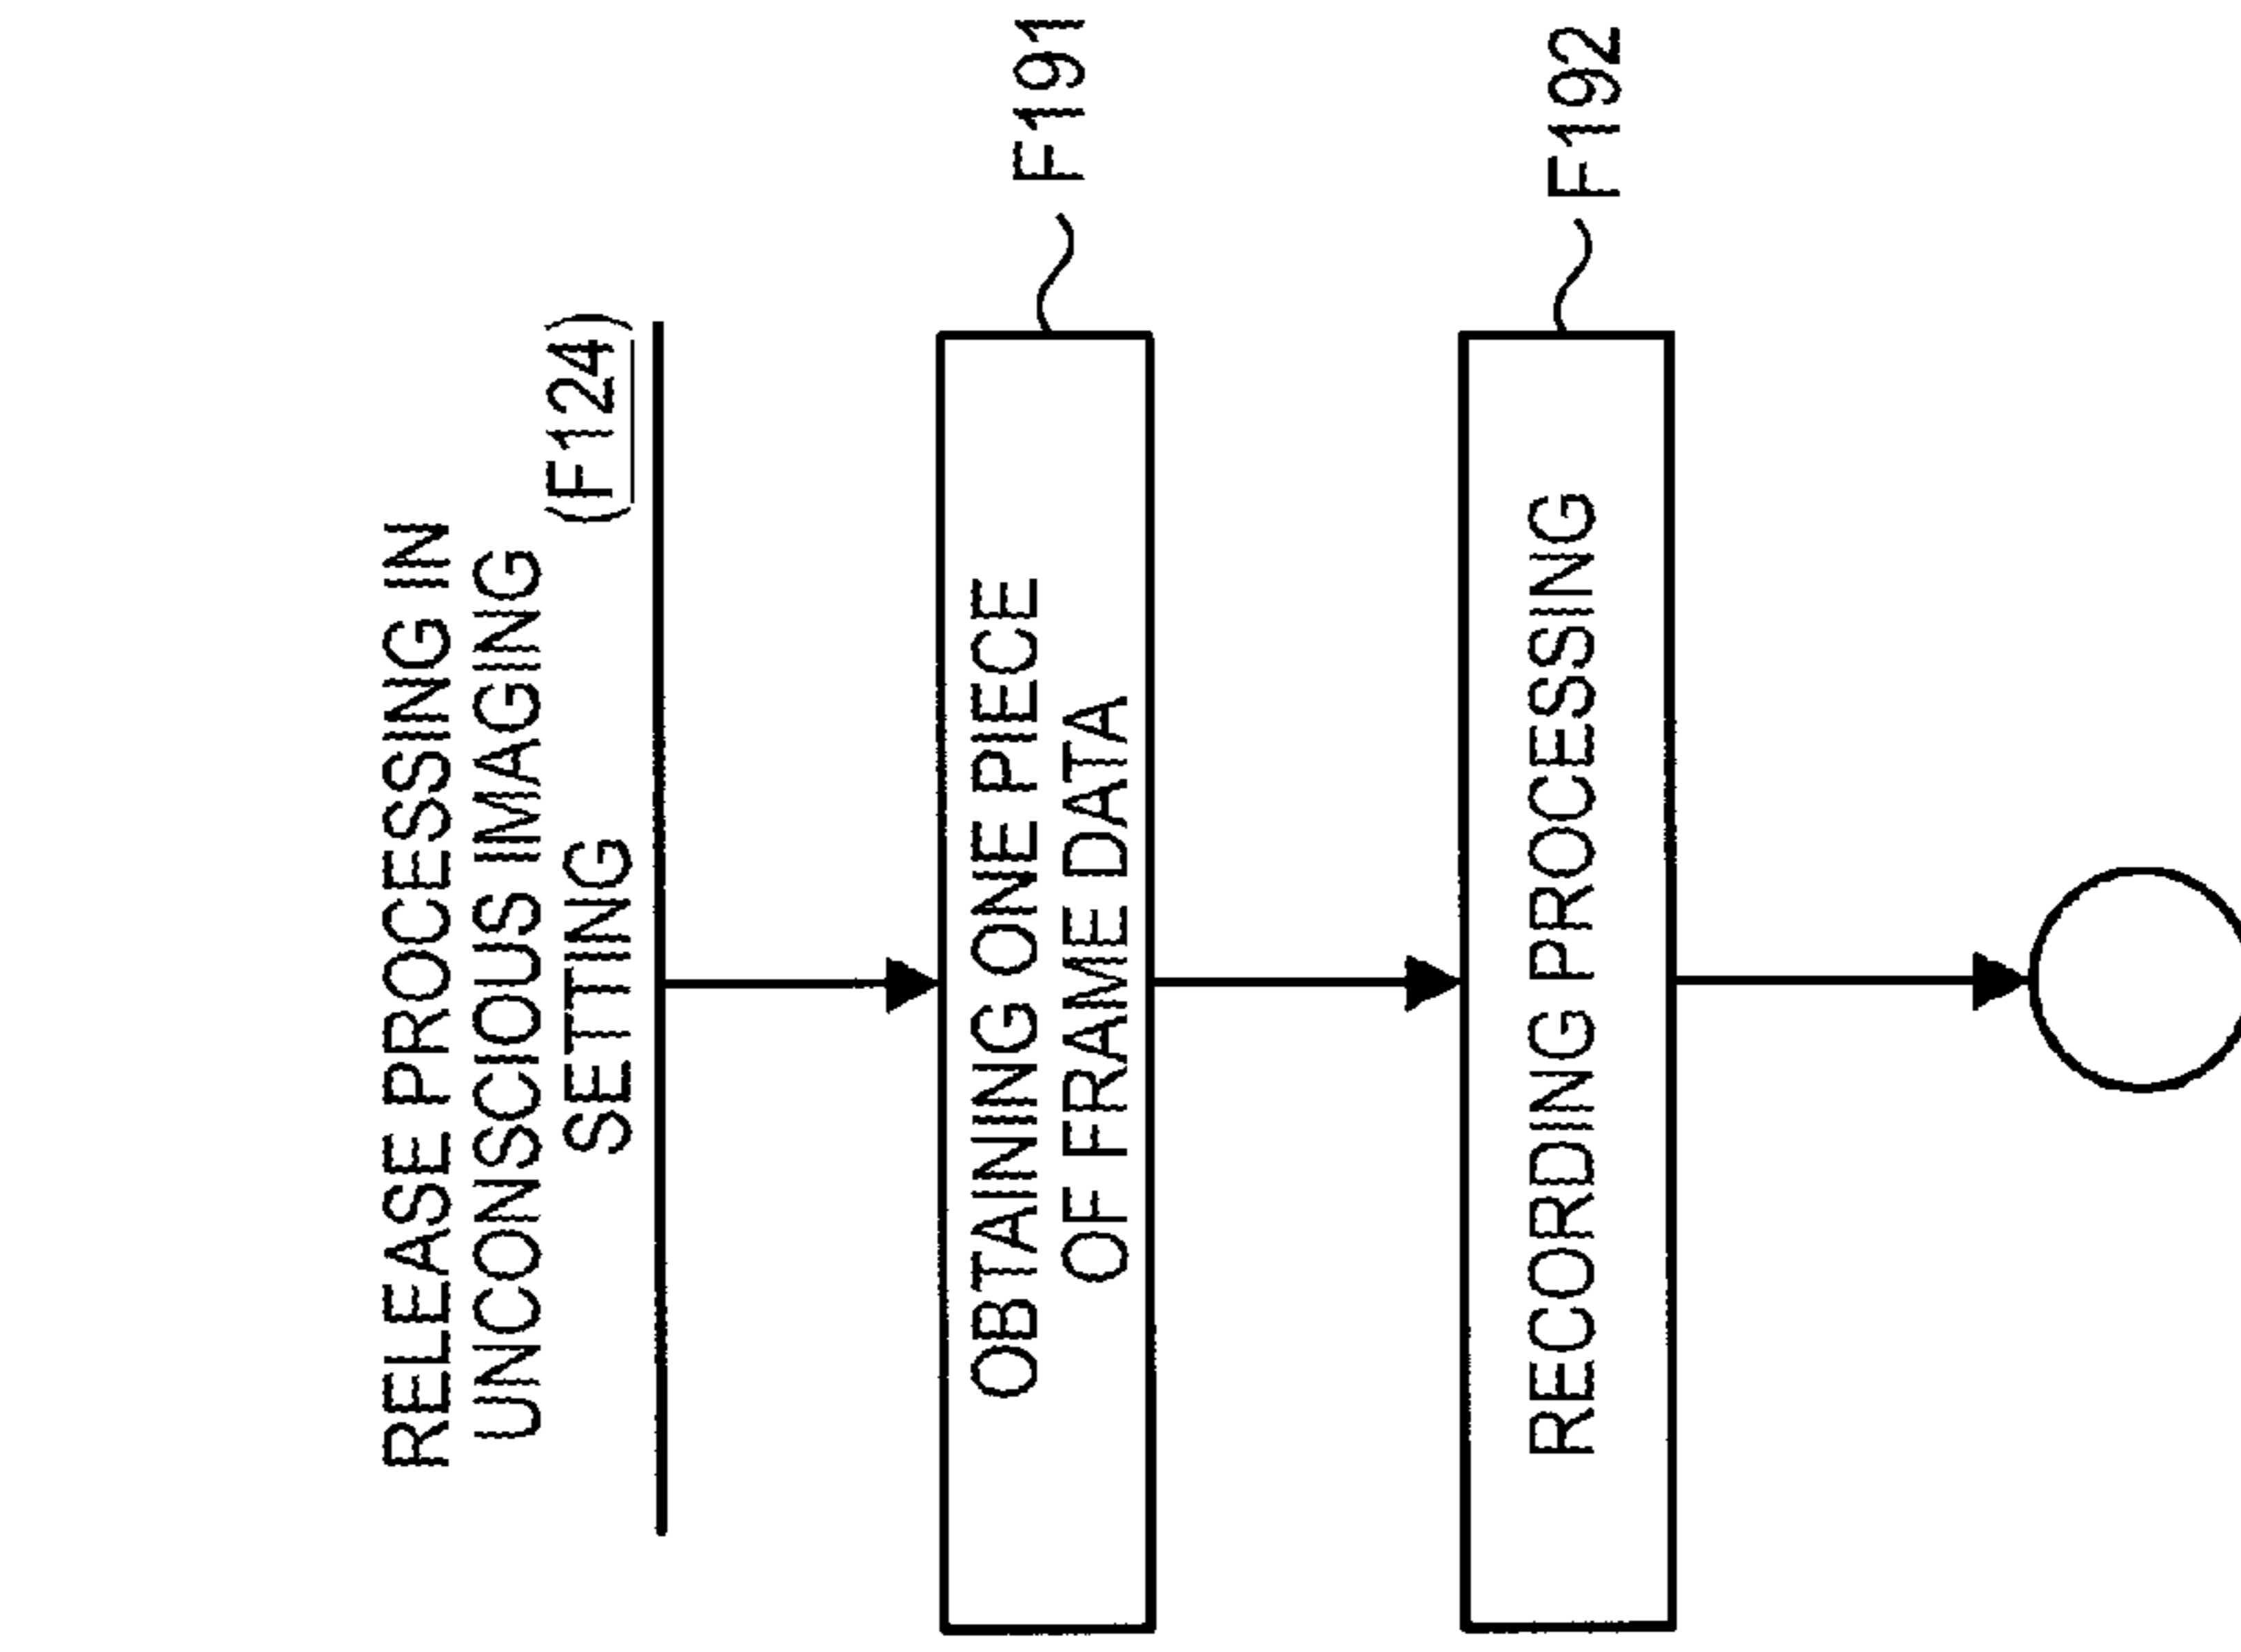 RELEASE PROCESSING IN
UNCONSCIOUS IMAGING
SETTING
(F124)
OBTAINING ONE PIECE
OF FRAME DATA
F191
RECORDING PROCESSING
F192